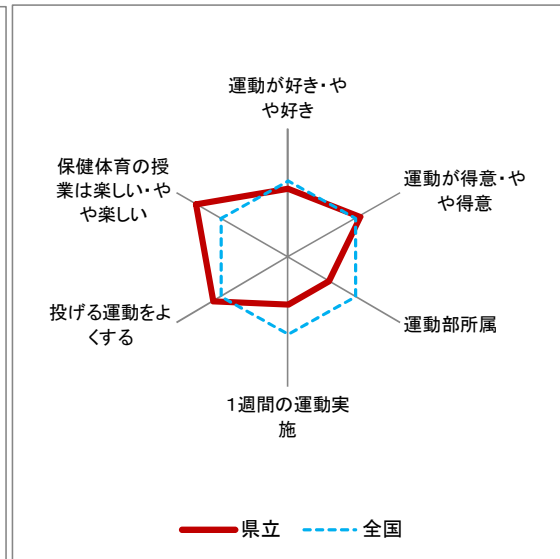 運動が好き・や
や好き
運動が得意・や
や得意
運動部所属
1週間の運動実
施
投げる運動をよ
くする
保健体育の授
業は楽しい・や
や楽しい
県立
全国